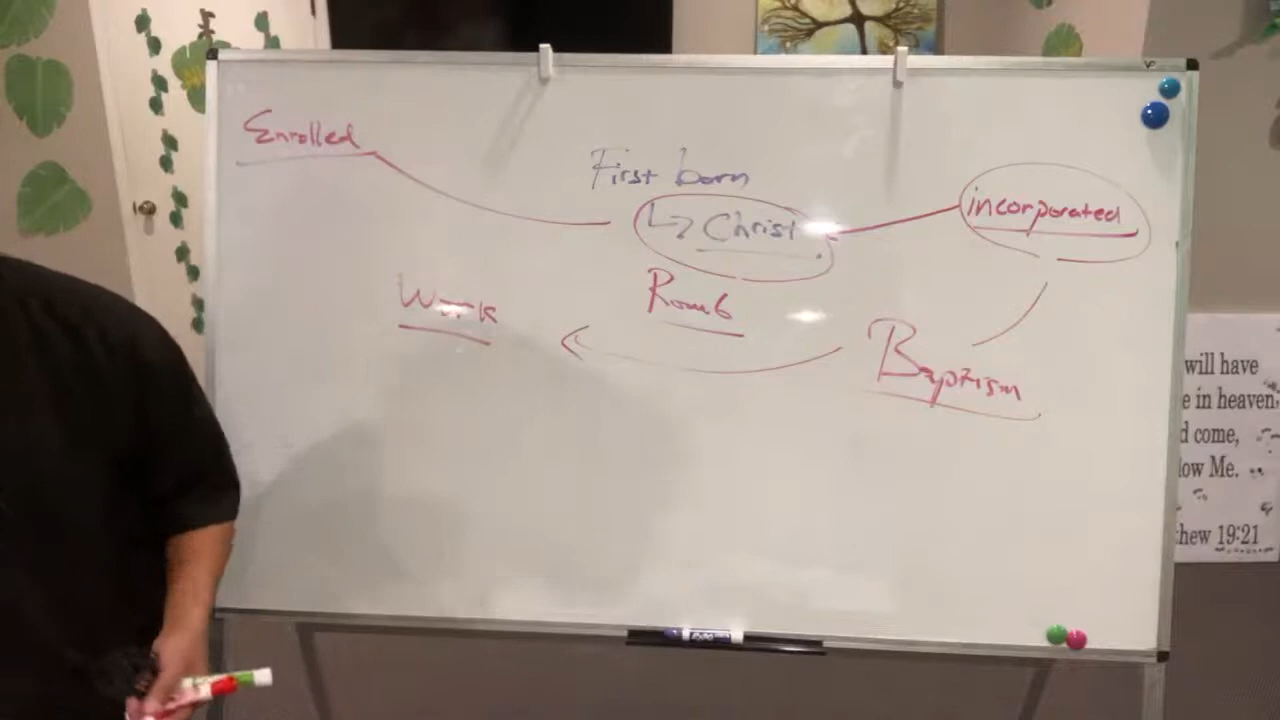 Enrolled
First born
↳ Christ
incorporated
Work
Rom 6
Baptism
will have
e in heaven
d come,
low Me.
hew 19:21